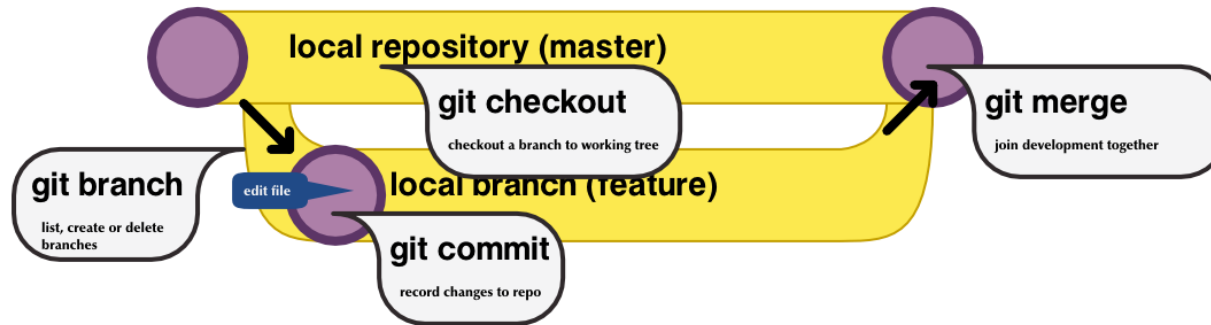 local repository (master)
git checkout
checkout a branch to working tree
git merge
join development together
git branch
list, create or delete
branches
edit file
local branch (feature)
git commit
record changes to repo